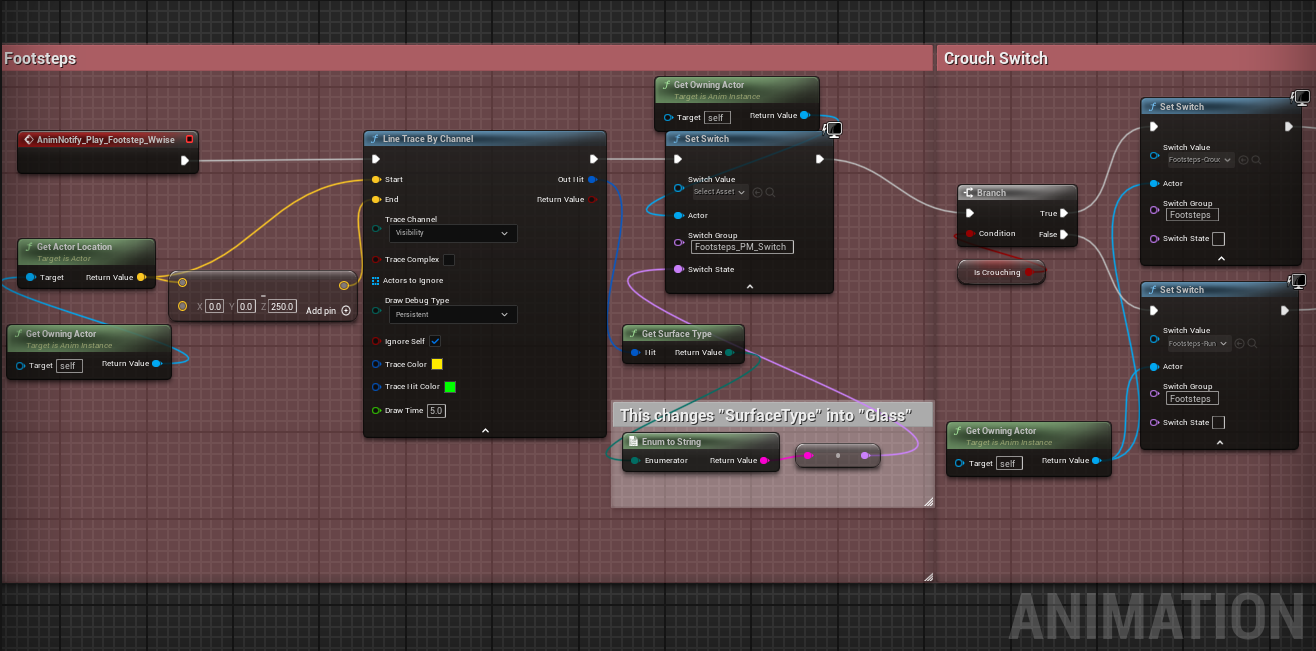 Footsteps
AnimNotify_Play_Footstep_Wwise
Get Actor Location
Target is Actor
Target Return Value
Get Owning Actor
Target is Anim Instance
Target self Return Value
X 0.0 Y 0.0 Z 250.0
Add pin
Line Trace By Channel
Start Out Hit
End Return Value
Trace Channel
Visibility
Trace Complex
Actors to Ignore
Draw Debug Type
Persistent
Ignore Self
Trace Color
Trace Hit Color
Draw Time 5.0
Get Owning Actor
Target is Anim Instance
Target self Return Value
Set Switch
Switch Value
Select Asset
Actor
Switch Group
Footsteps_PM_Switch
Switch State
Get Surface Type
Hit Return Value
This changes "SurfaceType" into "Glass"
Enum to String
Enumerator Return Value
Crouch Switch
Branch
True
Condition False
Is Crouching
Get Owning Actor
Target is Anim Instance
Target self Return Value
Set Switch
Switch Value
Footsteps-Crouc
Actor
Switch Group
Footsteps
Switch State
Set Switch
Switch Value
Footsteps-Run
Actor
Switch Group
Footsteps
Switch State
ANIMATION